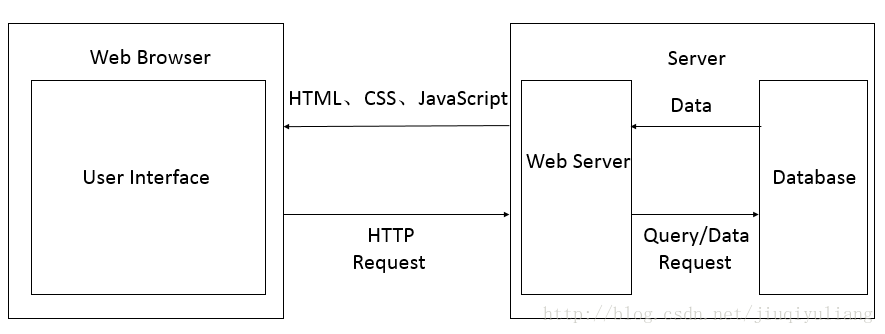 Web Browser
User Interface
HTML、CSS、JavaScript
HTTP
Request
Server
Web Server
Data
Query/Data
Request
Database
http://blog.csdn.net/jiuqiyuliang